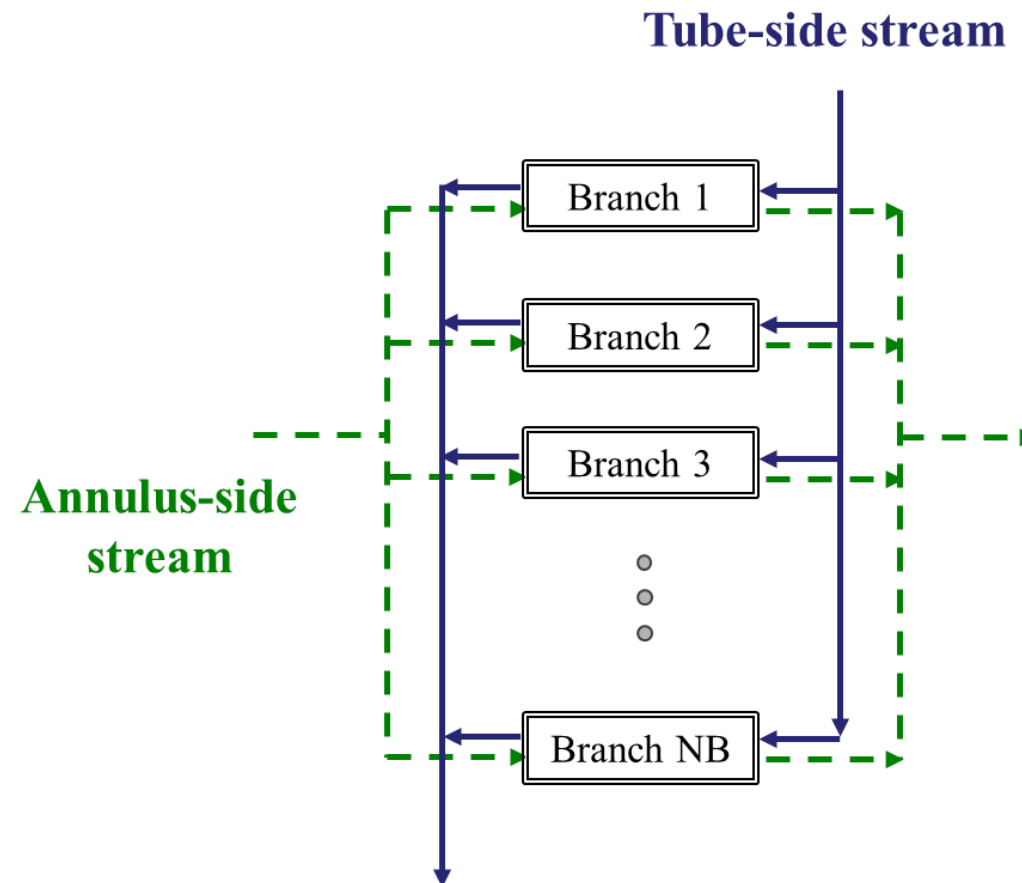 Tube-side stream
Branch 1
Branch 2
Branch 3
Annulus-side
stream
Branch NB